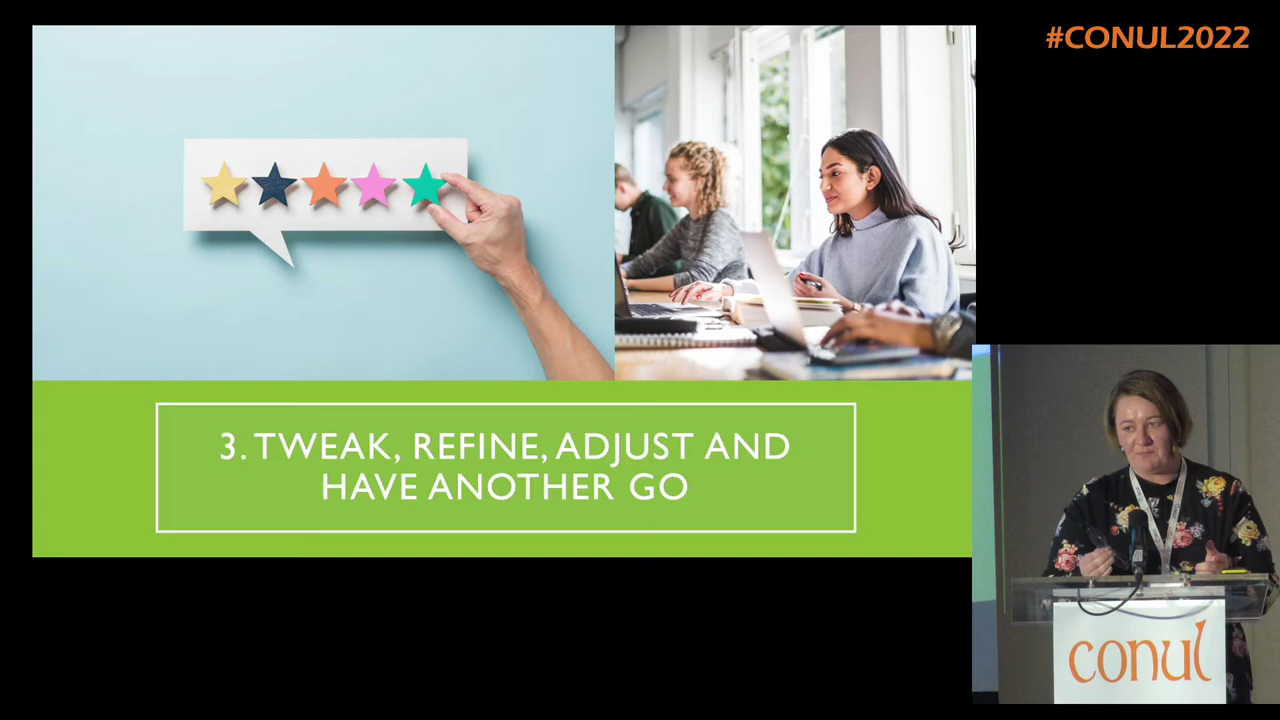 #CONUL2022
3. TWEAK, REFINE, ADJUST AND
HAVE ANOTHER GO
conul